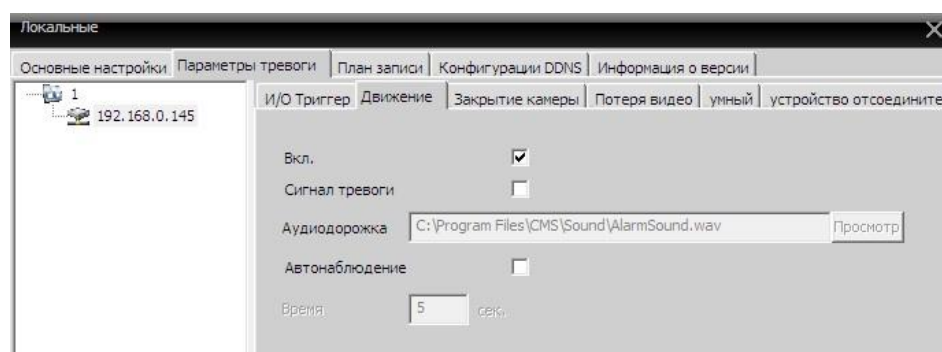 Локальные
Основные настройки Параметры тревоги План записи Конфигурации DDNS Информация о версии
1
И/О Триггер Движение Закрытие камеры Потеря видео умный устройство отсоедините
192.168.0.145
Вкл.
Сигнал тревоги
Аудиодорожка C:\Program Files\CMS\Sound\AlarmSound.wav Просмотр
Автонаблюдение
Время 5 сек.